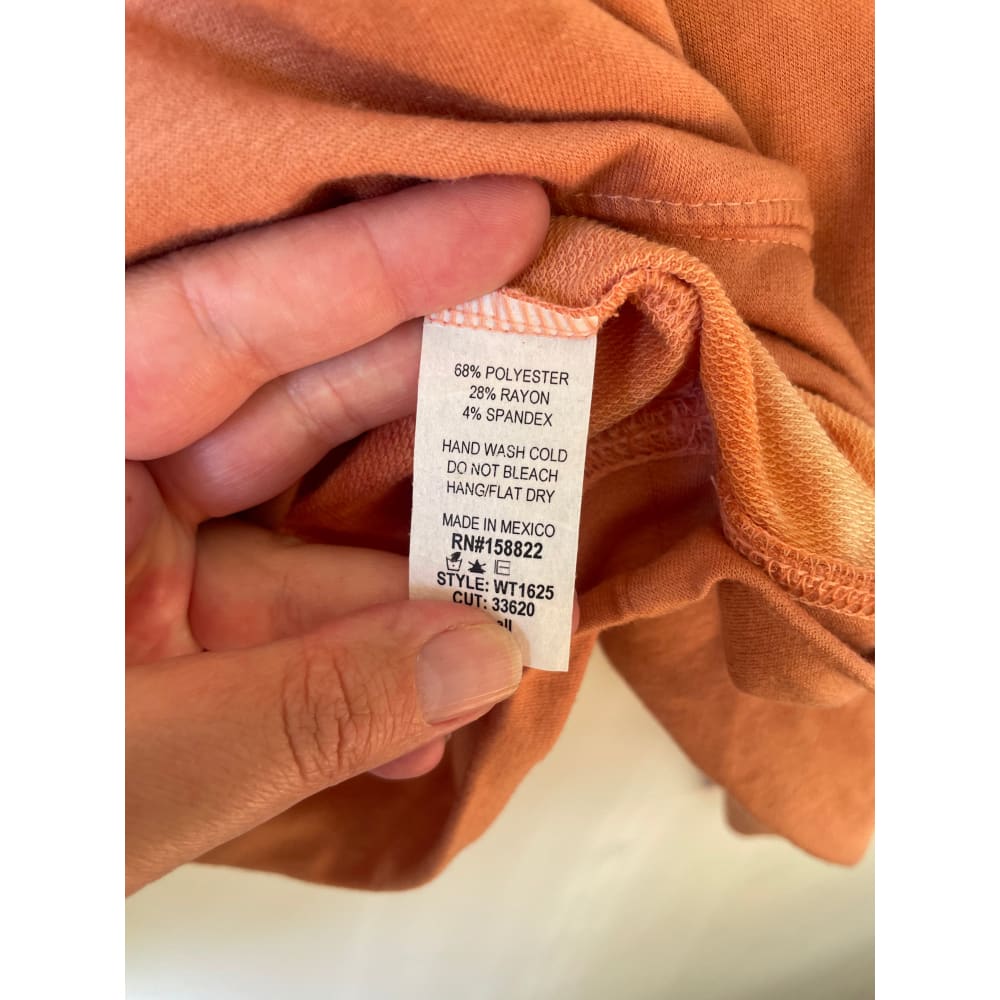 68% POLYESTER
28% RAYON
4% SPANDEX
HAND WASH COLD
DO NOT BLEACH
HANG/FLAT DRY
MADE IN MEXICO
RN#158822
STYLE: WT1625
CUT: 33620